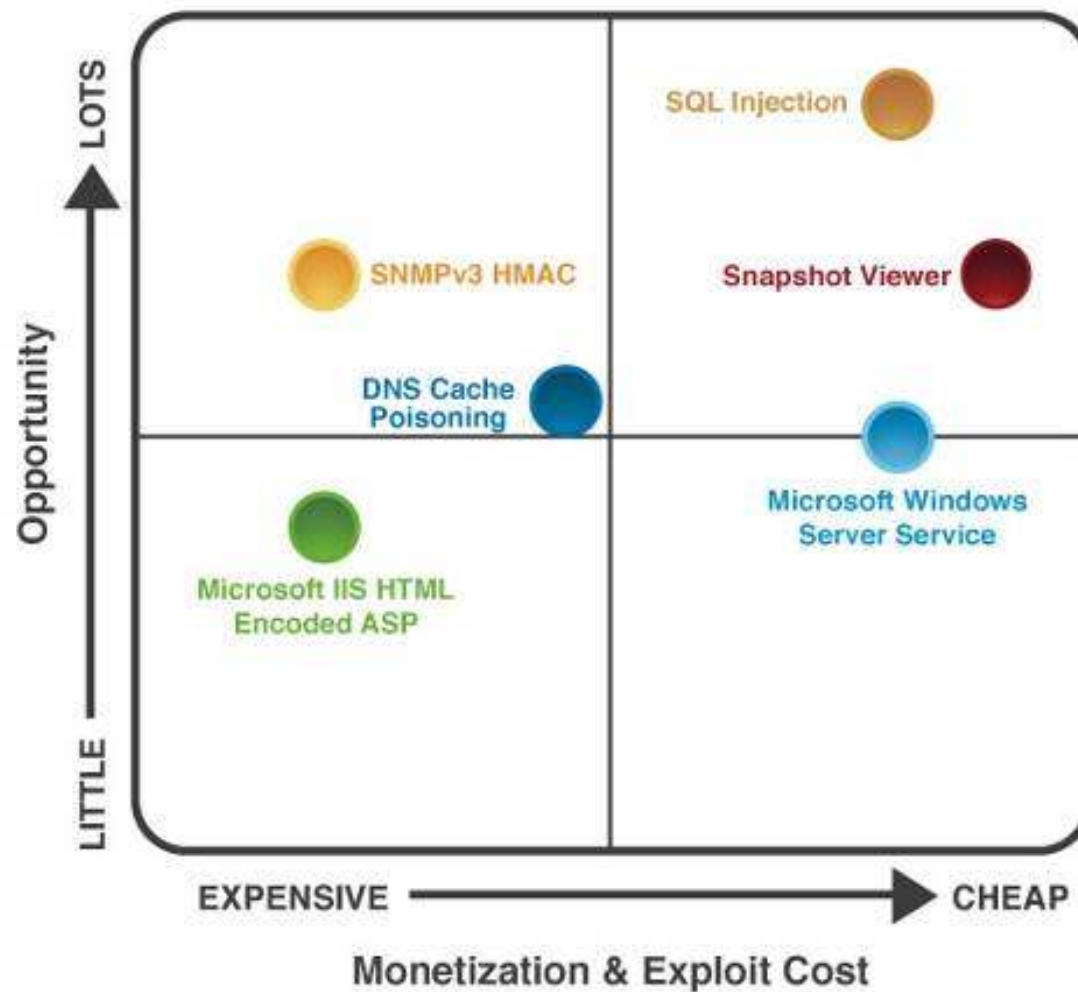 LOTS
SQL Injection
SNMPv3 HMAC
Snapshot Viewer
Opportunity
DNS Cache
Poisoning
Microsoft Windows
Server Service
Microsoft IIS HTML
Encoded ASP
LITTLE
EXPENSIVE
CHEAP
Monetization & Exploit Cost